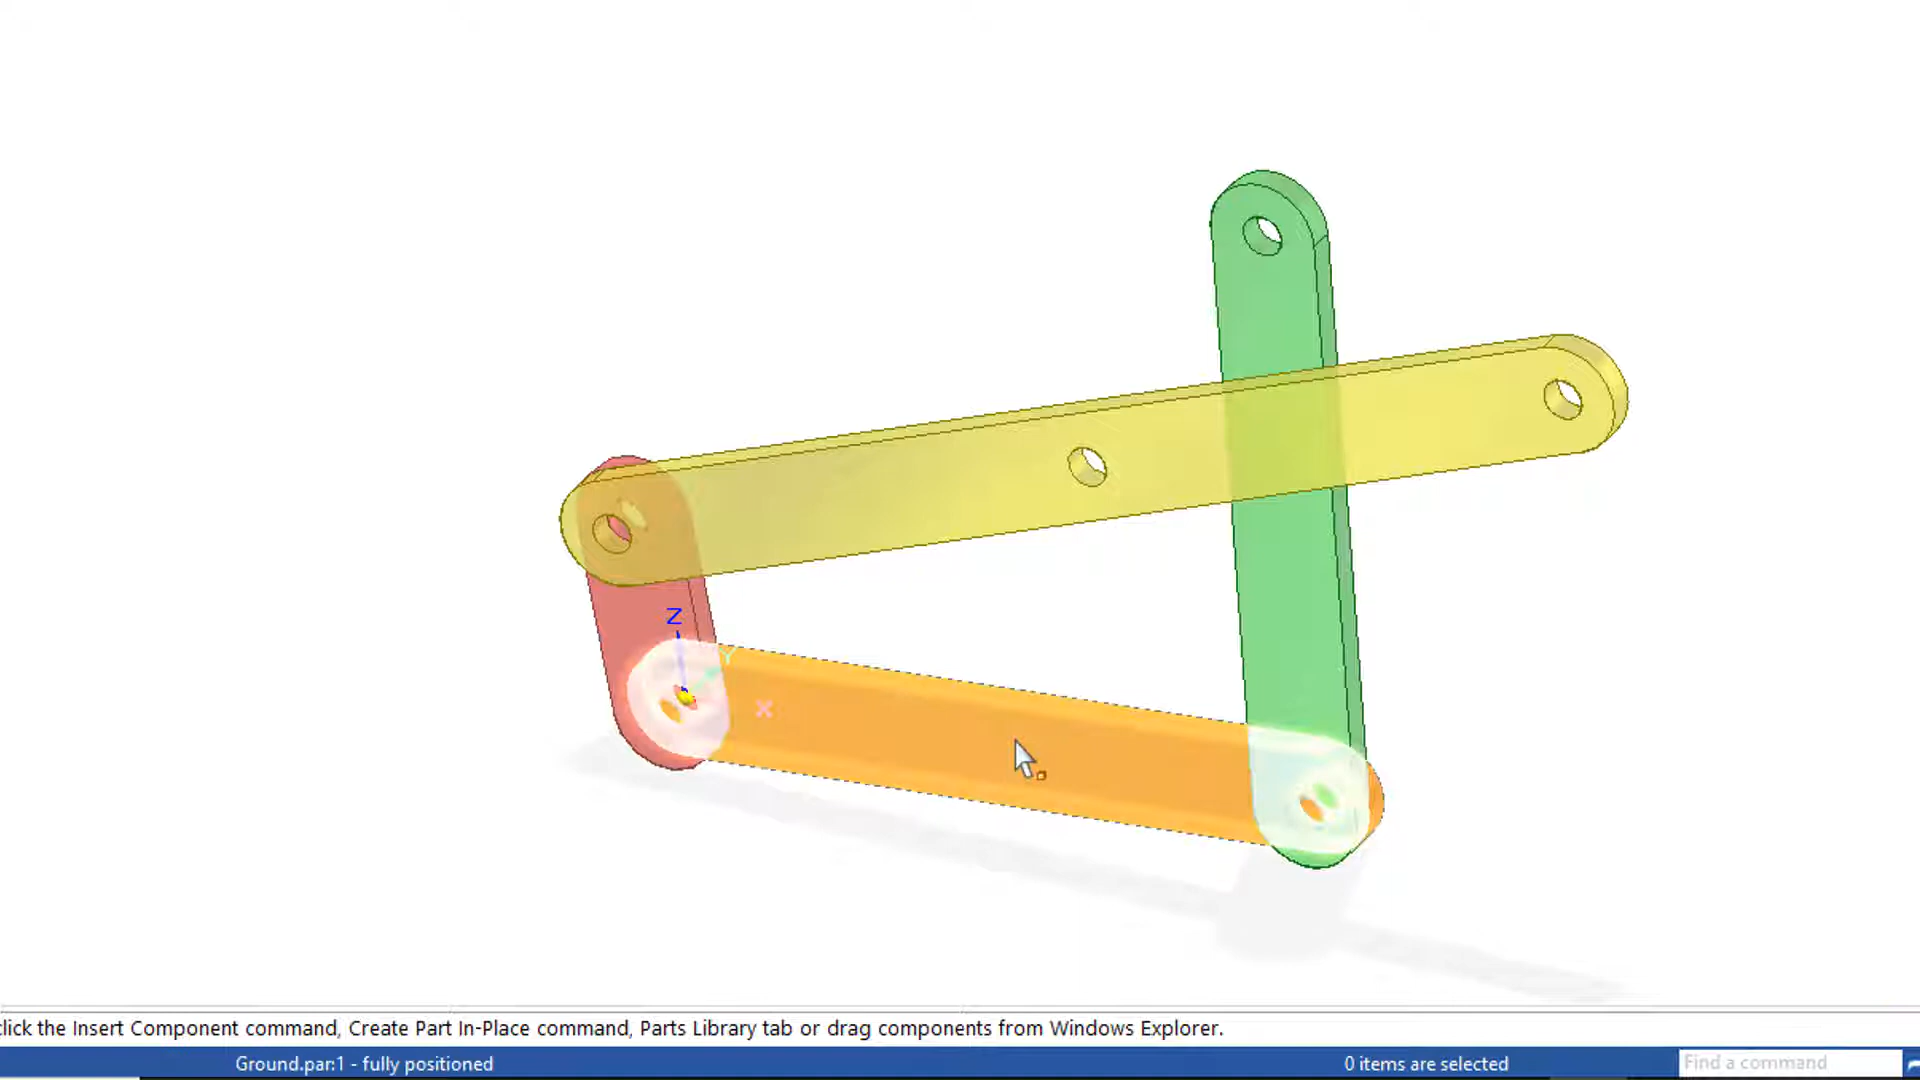 Z
Y
X
click the Insert Component command, Create Part In-Place command, Parts Library tab or drag components from Windows Explorer.
Ground.par:1 - fully positioned
0 items are selected
Find a command